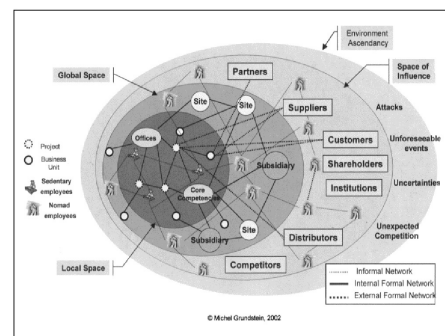 Environment
Ascendancy
Global Space
Partners
Space of
Influence
Site
Site
Suppliers
Attacks
Offices
Customers
Unforeseeable
events
Project
Business
Unit
Subsidiary
Shareholders
Sedentary
employees
Core
Competencies
Institutions
Uncertainties
Nomad
employees
Site
Subsidiary
Distributors
Unexpected
Competition
Local Space
Competitors
Informal Network
Internal Formal Network
External Formal Network
© Michel Grundstein, 2002